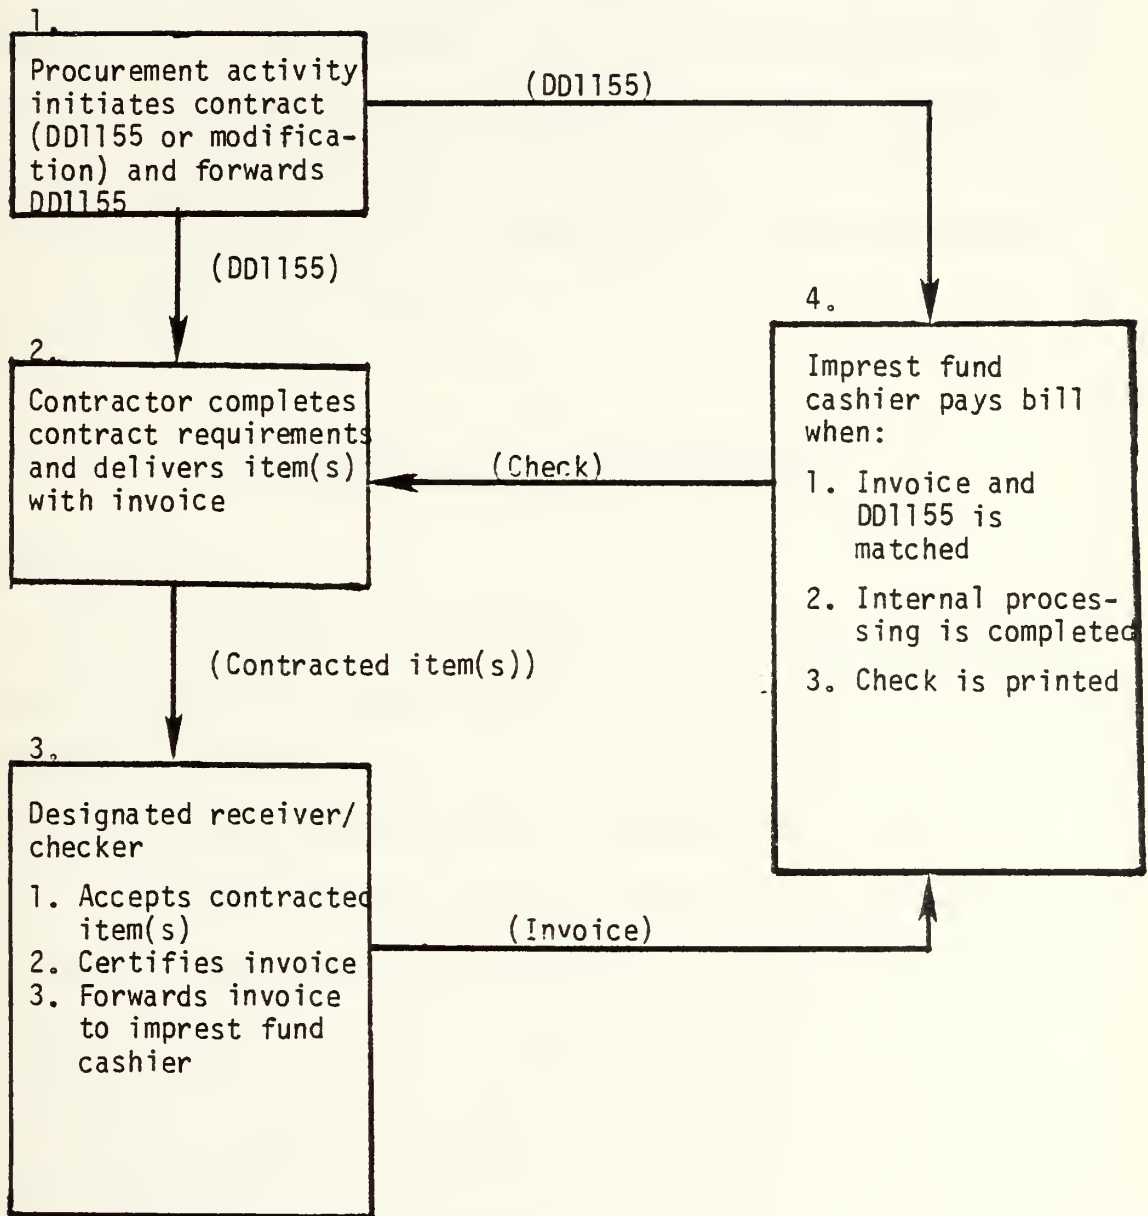 1.
Procurement activity
initiates contract
(DD1155 or modifica-
tion) and forwards
DD1155
(DD1155)
(DD1155)
2.
Contractor completes
contract requirements
and delivers item(s)
with invoice
(Check)
(Contracted item(s))
3.
Designated receiver/
checker
1. Accepts contracted
item(s)
2. Certifies invoice
3. Forwards invoice
to imprest fund
cashier
(Invoice)
4.
Imprest fund
cashier pays bill
when:
1. Invoice and
DD1155 is
matched
2. Internal proces-
sing is completed
3. Check is printed